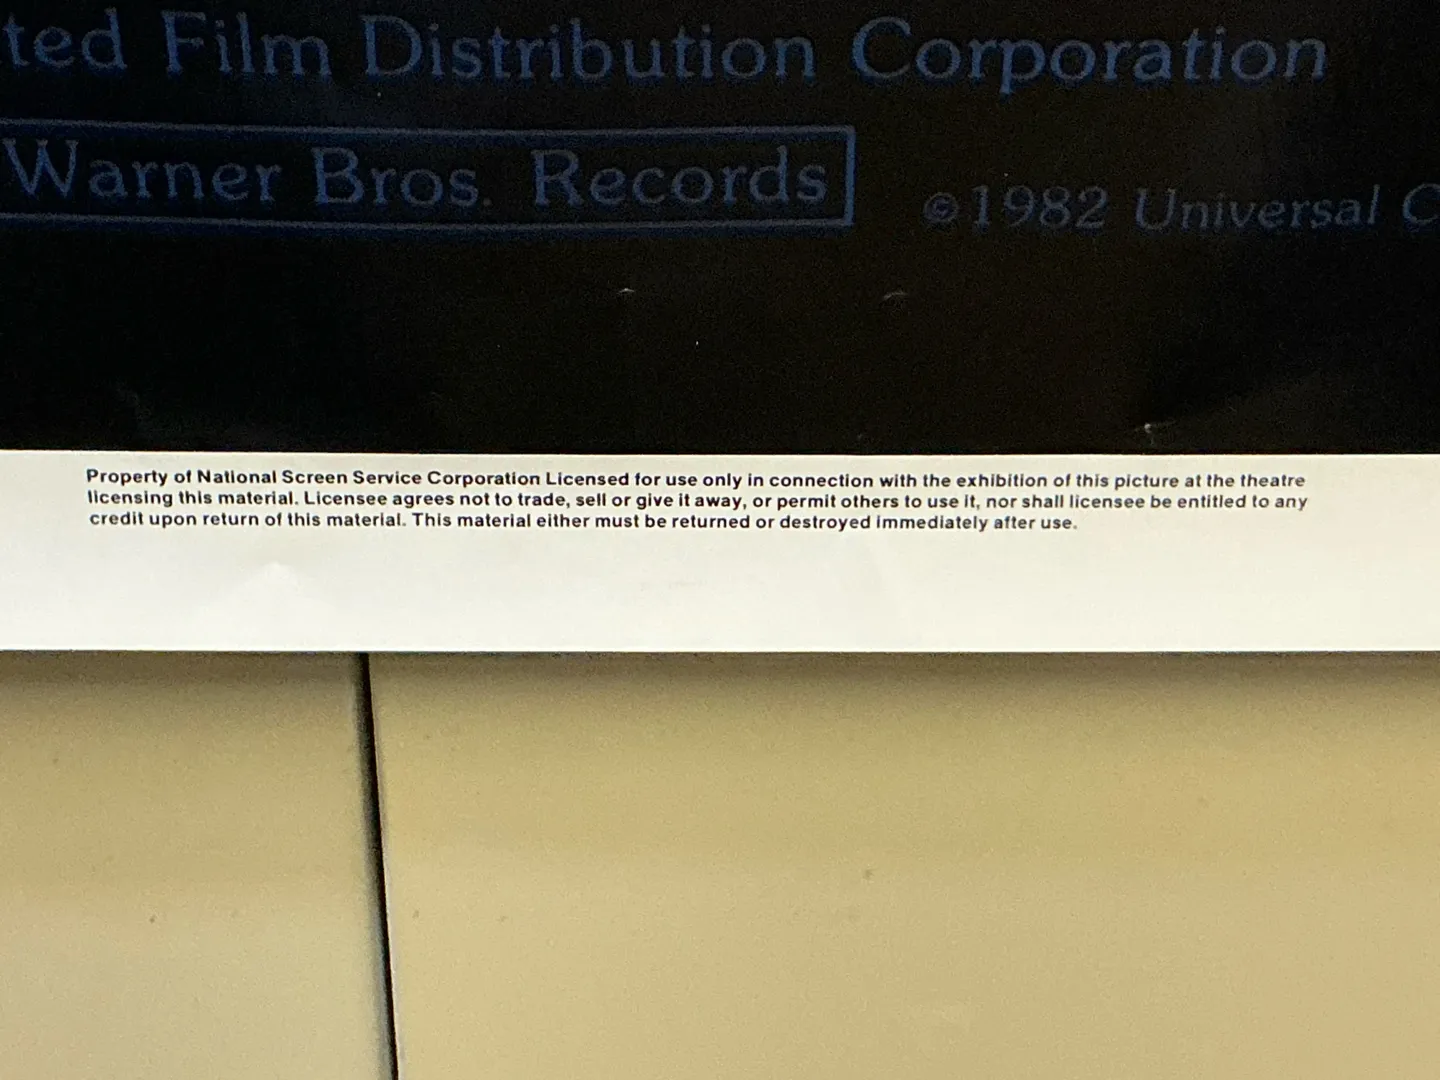 ted Film Distribution Corporation
Warner Bros. Records
©1982 Universal C
Property of National Screen Service Corporation Licensed for use only in connection with the exhibition of this picture at the theatre
licensing this material. Licensee agrees not to trade, sell or give it away, or permit others to use it, nor shall licensee be entitled to any
credit upon return of this material. This material either must be returned or destroyed immediately after use.